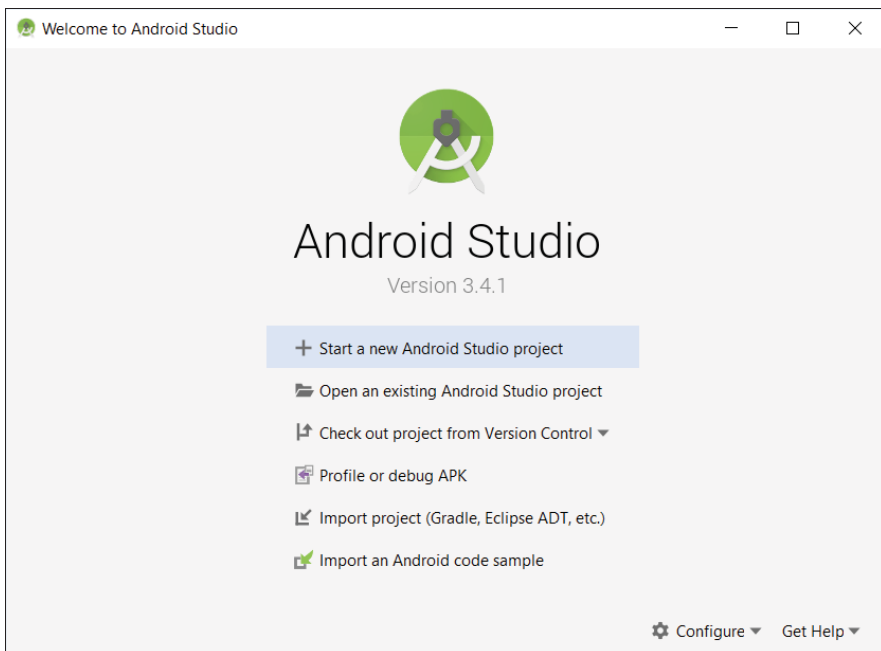 Welcome to Android Studio
Android Studio
Version 3.4.1
Start a new Android Studio project
Open an existing Android Studio project
Check out project from Version Control
Profile or debug APK
Import project (Gradle, Eclipse ADT, etc.)
Import an Android code sample
Configure Get Help